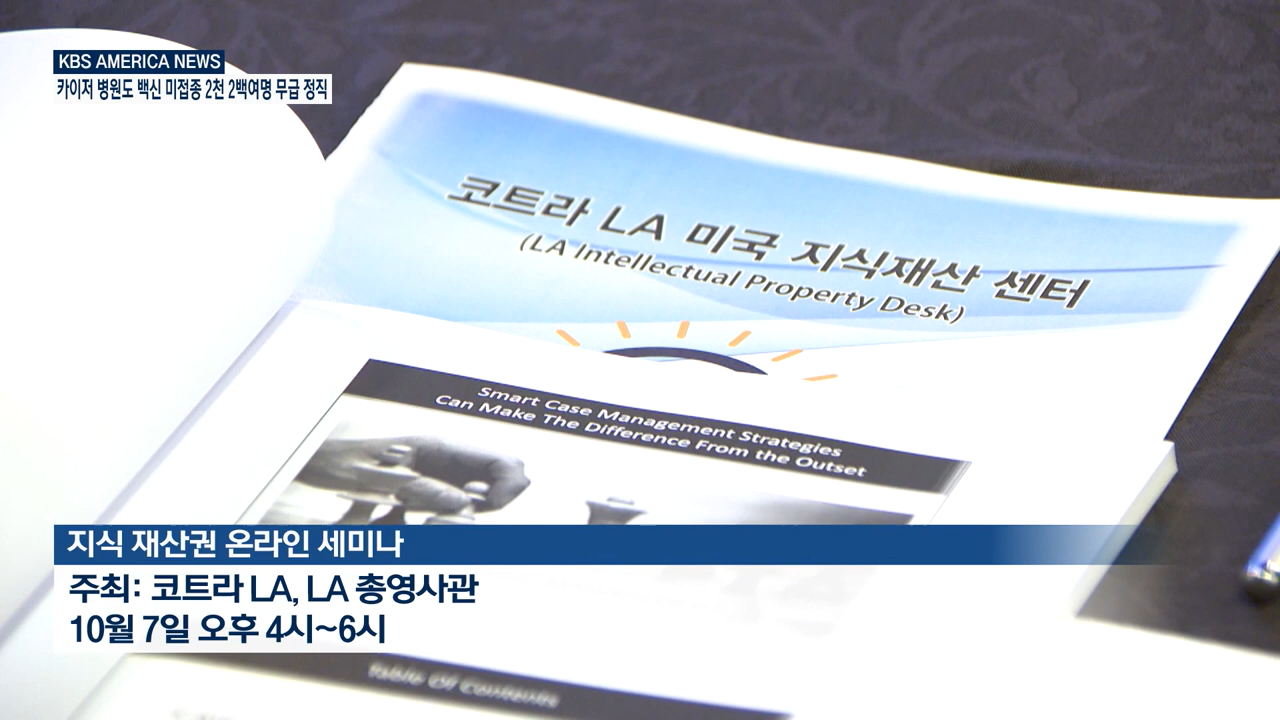 KBS AMERICA NEWS
카이저 병원도 백신 미접종 2천 2백여명 무급 정직
코트라 LA 미국 지식재산 센터
(LA Intellectual Property Desk)
Smart Case Management Strategies
Can Make The Difference From the Outset
지식 재산권 온라인 세미나
주최: 코트라 LA, LA 총영사관
10월 7일 오후 4시~6시
Table Of Contents